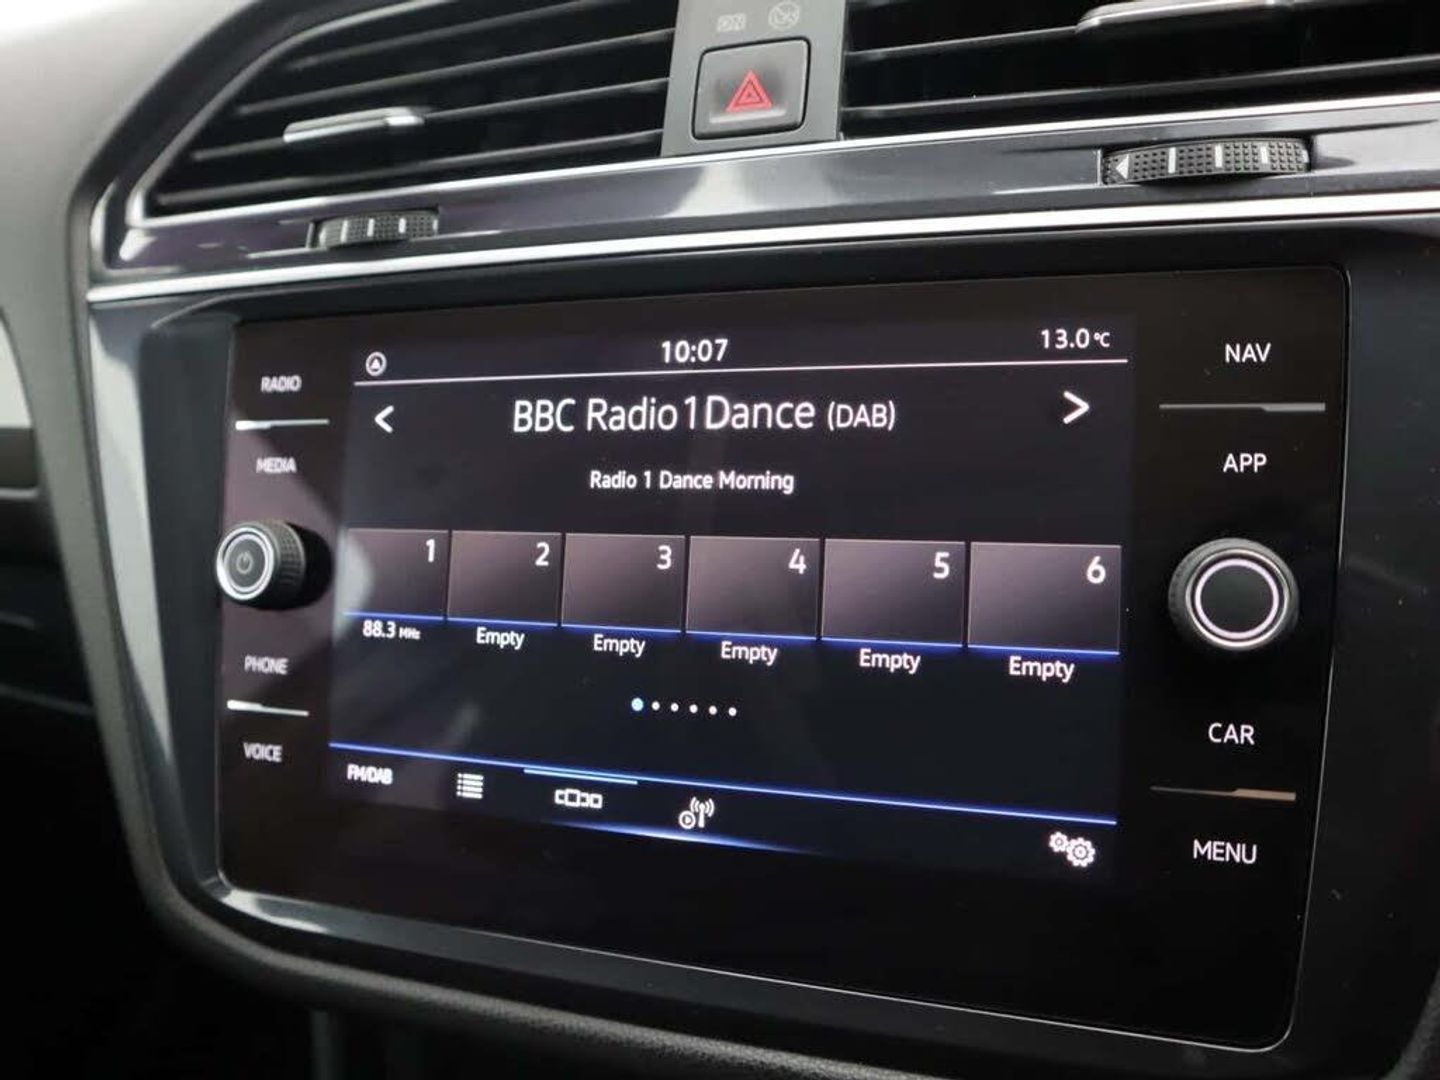 10:07
13.0 °C
RADIO
NAV
BBC Radio 1 Dance (DAB)
MEDIA
APP
Radio 1 Dance Morning
1 2 3 4 5 6
88.3 MHz Empty Empty Empty Empty Empty
PHONE
CAR
VOICE
FM/DAB
MENU